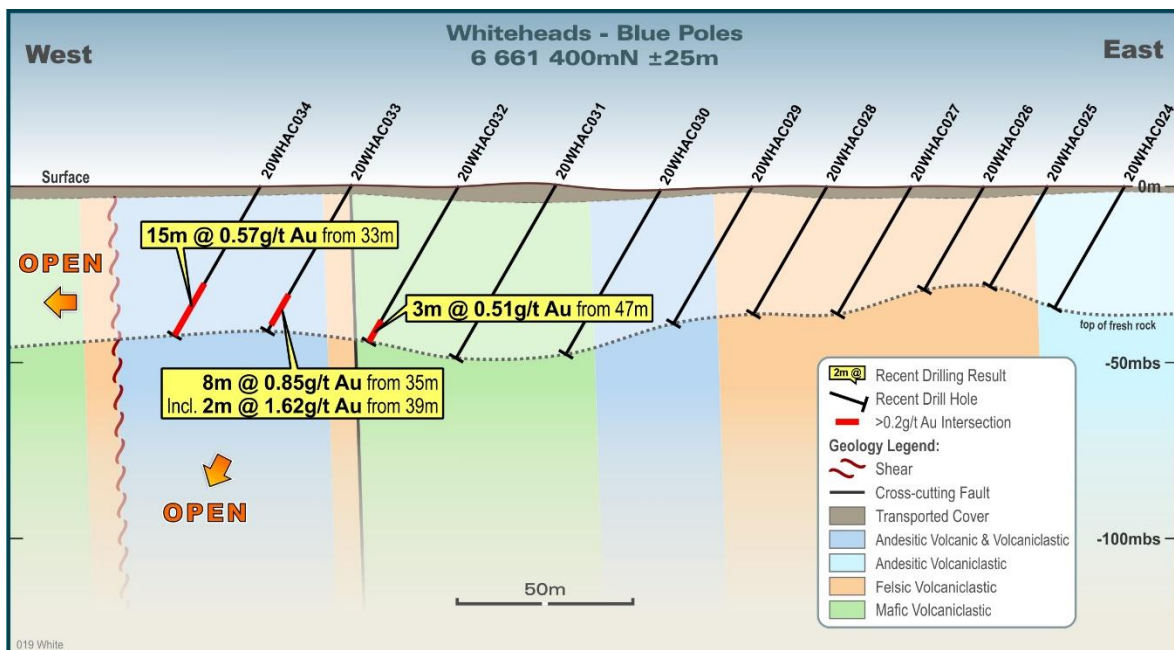 Whiteheads - Blue Poles
6 661 400mN ±25m
West
East
20WHAC034
20WHAC033
20WHAC032
20WHAC031
20WHAC030
20WHAC029
20WHAC028
20WHAC027
20WHAC026
20WHAC025
20WHAC024
Surface
0m
15m @ 0.57g/t Au from 33m
OPEN
3m @ 0.51g/t Au from 47m
top of fresh rock
-50mbs
8m @ 0.85g/t Au from 35m
Incl. 2m @ 1.62g/t Au from 39m
OPEN
-100mbs
50m
2m @ Recent Drilling Result
Recent Drill Hole
>0.2g/t Au Intersection
Geology Legend:
Shear
Cross-cutting Fault
Transported Cover
Andesitic Volcanic & Volcaniclastic
Andesitic Volcaniclastic
Felsic Volcaniclastic
Mafic Volcaniclastic
019 White